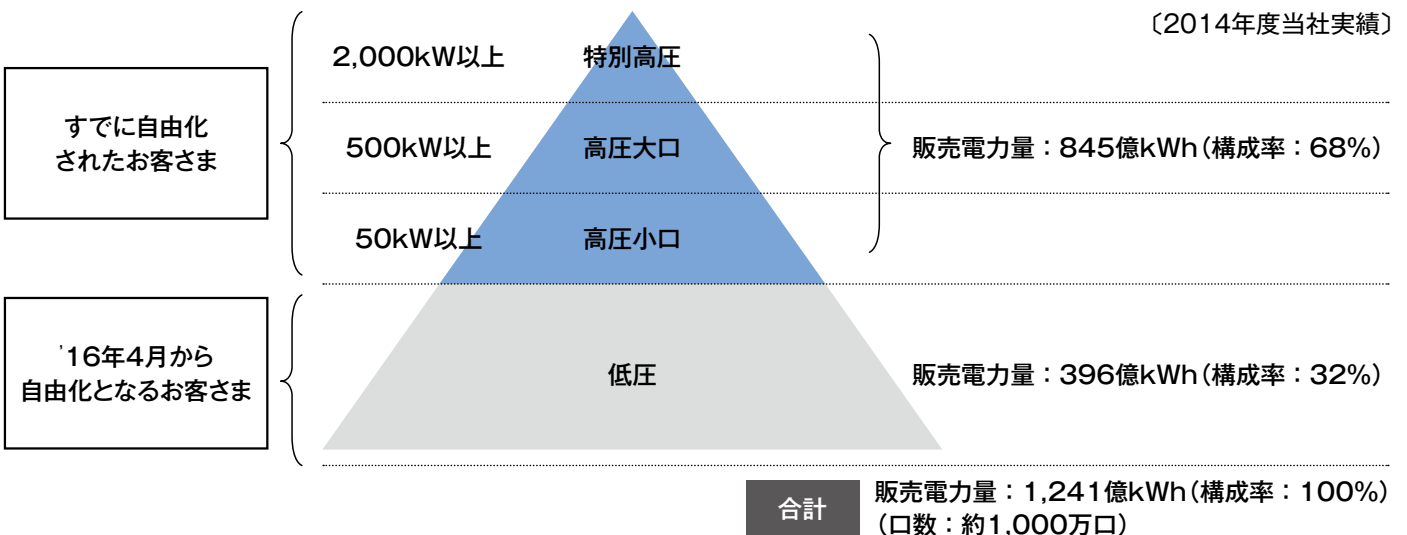 〔2014年度当社実績〕
2,000kW以上
特別高圧
すでに自由化
されたお客さま
500kW以上
高圧大口
販売電力量：845億kWh（構成率：68%）
50kW以上
高圧小口
’16年4月から
自由化となるお客さま
低圧
販売電力量：396億kWh（構成率：32%）
合計
販売電力量：1,241億kWh（構成率：100%）
（口数：約1,000万口）